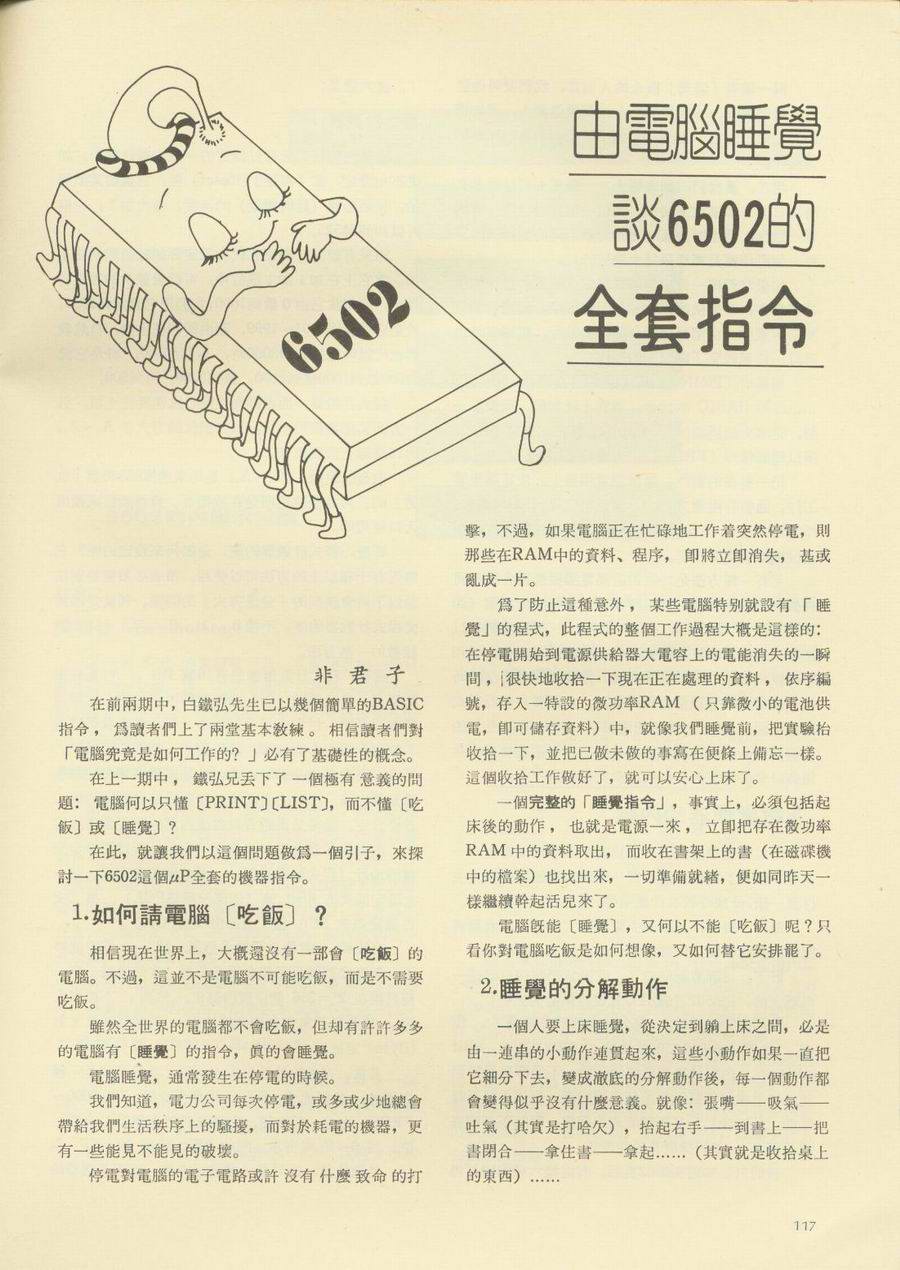 由電腦睡覺
談6502的
全套指令
6502
非君子
在前兩期中，白鐵弘先生已以幾個簡單的BASIC
指令，爲讀者們上了兩堂基本敎練。相信讀者們對
「電腦究竟是如何工作的？」必有了基礎性的概念。
在上一期中，鐵弘兄丟下了一個極有意義的問
題：電腦何以只懂〔PRINT〕〔LIST〕，而不懂〔吃
飯〕或〔睡覺〕？
在此，就讓我們以這個問題做爲一個引子，來探
討一下6502這個μP全套的機器指令。
1.如何請電腦〔吃飯〕？
相信現在世界上，大概還沒有一部會〔吃飯〕的
電腦。不過，這並不是電腦不可能吃飯，而是不需要
吃飯。
雖然全世界的電腦都不會吃飯，但却有許許多多
的電腦有〔睡覺〕的指令，眞的會睡覺。
電腦睡覺，通常發生在停電的時候。
我們知道，電力公司每次停電，或多或少地總會
帶給我們生活秩序上的騷擾，而對於耗電的機器，更
有一些能見不能見的破壞。
停電對電腦的電子電路或許沒有什麼致命的打
擊，不過，如果電腦正在忙碌地工作着突然停電，則
那些在RAM中的資料、程序，卽將立卽消失，甚或
亂成一片。
爲了防止這種意外，某些電腦特別就設有「睡
覺」的程式，此程式的整個工作過程大概是這樣的：
在停電開始到電源供給器大電容上的電能消失的一瞬
間，很快地收拾一下現在正在處理的資料，依序編
號，存入一特設的微功率RAM（只靠微小的電池供
電，卽可儲存資料）中，就像我們睡覺前，把實驗枱
收拾一下，並把已做未做的事寫在便條上備忘一樣。
這個收拾工作做好了，就可以安心上床了。
一個完整的「睡覺指令」，事實上，必須包括起
床後的動作，也就是電源一來，立卽把存在微功率
RAM中的資料取出，而收在書架上的書（在磁碟機
中的檔案）也找出來，一切準備就緒，便如同昨天一
樣繼續幹起活兒來了。
電腦旣能〔睡覺〕，又何以不能〔吃飯〕呢？只
看你對電腦吃飯是如何想像，又如何替它安排罷了。
2.睡覺的分解動作
一個人要上床睡覺，從決定到躺上床之間，必是
由一連串的小動作連貫起來，這些小動作如果一直把
它細分下去，變成澈底的分解動作後，每一個動作都
會變得似乎沒有什麼意義。就像：張嘴——吸氣——
吐氣（其實是打哈欠），抬起右手——到書上——把
書閉合——拿住書——拿起……（其實就是收拾桌上
的東西）……
117